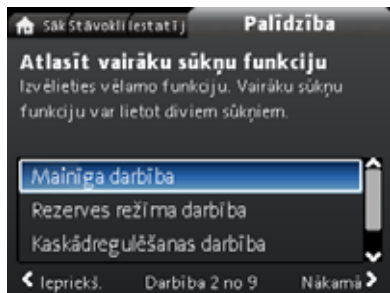 Sāk Stāvokli Iestatīj Palīdzība
Atlasīt vairāku sūkņu funkciju
Izvēlieties vēlamo funkciju. Vairāku sūkņu
funkciju var lietot diviem sūkņiem.
Mainīga darbība
Rezerves režīma darbība
Kaskādregulēšanas darbība
Iepriekš. Darbība 2 no 9 Nākamā